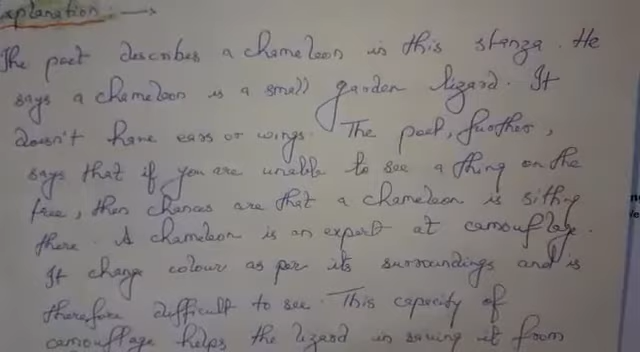 xplanation :
The poet describes a chameleon in this stanza. He
says a chameleon is a small garden lizard. It
doesn't have ears or wings. The poet, further,
says that if you are unable to see a thing on the
tree, then chances are that a chameleon is sitting
there. A chameleon is an expert at camouflage.
It change colour as per its surroundings and is
therefore difficult to see. This capacity of
camouflage helps the lizard in saving it from